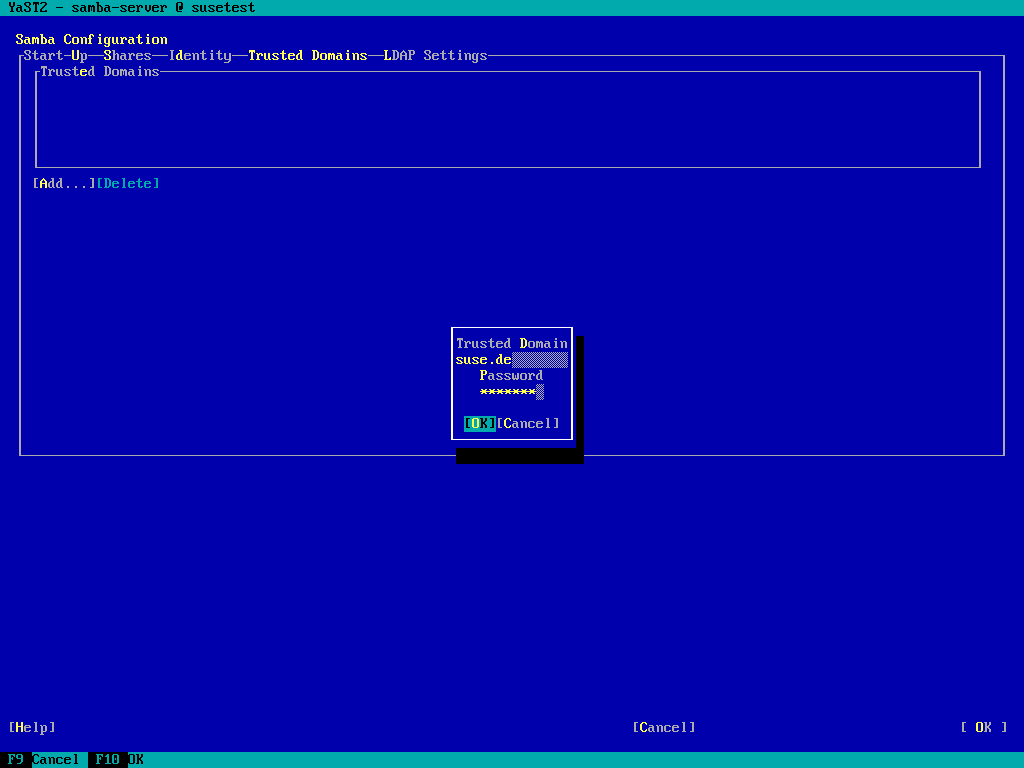 YaST2 - samba-server @ susetest
Samba Configuration
Start-Up Shares Identity Trusted Domains LDAP Settings
Trusted Domains
[Add...][Delete]
Trusted Domain
suse.de
Password
*******
[OK][Cancel]
[Help] [Cancel] [ OK ]
F9 Cancel F10 OK